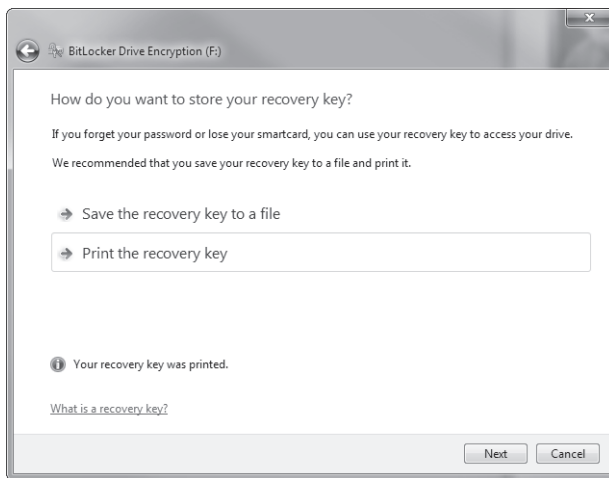 x
BitLocker Drive Encryption (F:)
How do you want to store your recovery key?
If you forget your password or lose your smartcard, you can use your recovery key to access your drive.
We recommended that you save your recovery key to a file and print it.
Save the recovery key to a file
Print the recovery key
Your recovery key was printed.
What is a recovery key?
Next Cancel